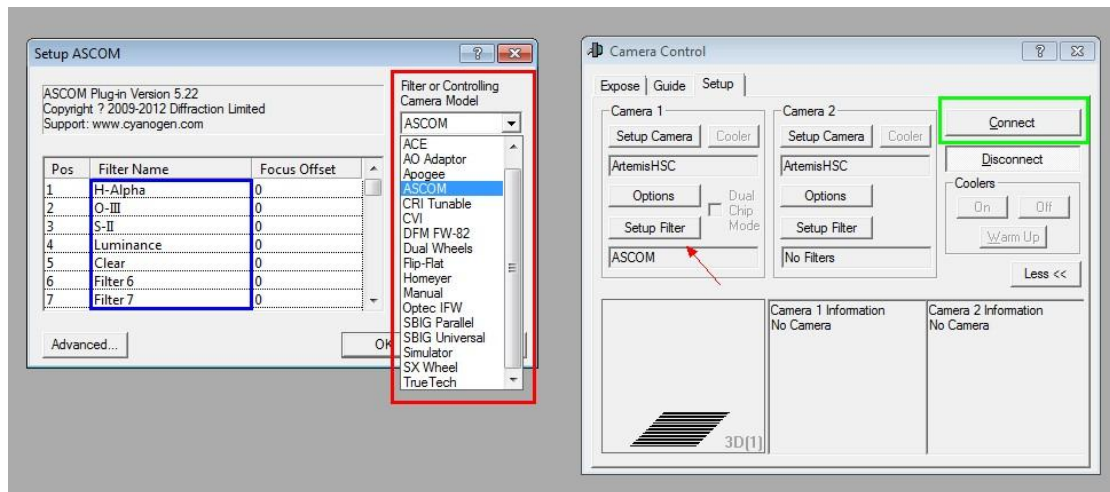 Setup ASCOM
ASCOM Plug-in Version 5.22
Copyright ? 2009-2012 Diffraction Limited
Support: www.cyanogen.com
Pos Filter Name Focus Offset
1 H-Alpha 0
2 O-III 0
3 S-II 0
4 Luminance 0
5 Clear 0
6 Filter 6 0
7 Filter 7 0
Advanced...
OK
Filter or Controlling
Camera Model
ASCOM
ACE
AO Adaptor
Apogee
ASCOM
CRI Tunable
CVI
DFM FW-82
Dual Wheels
Flip-Flat
Homeyer
Manual
Optec IFW
SBIG Parallel
SBIG Universal
Simulator
SX Wheel
TrueTech
Camera Control
Expose Guide Setup
Camera 1
Setup Camera Cooler
ArtemisHSC
Options
Setup Filter
Dual
Chip
Mode
ASCOM
Camera 2
Setup Camera Cooler
ArtemisHSC
Options
Setup Filter
No Filters
Connect
Disconnect
Coolers
On Off
Warm Up
Less <<
3D[1]
Camera 1 Information
No Camera
Camera 2 Information
No Camera